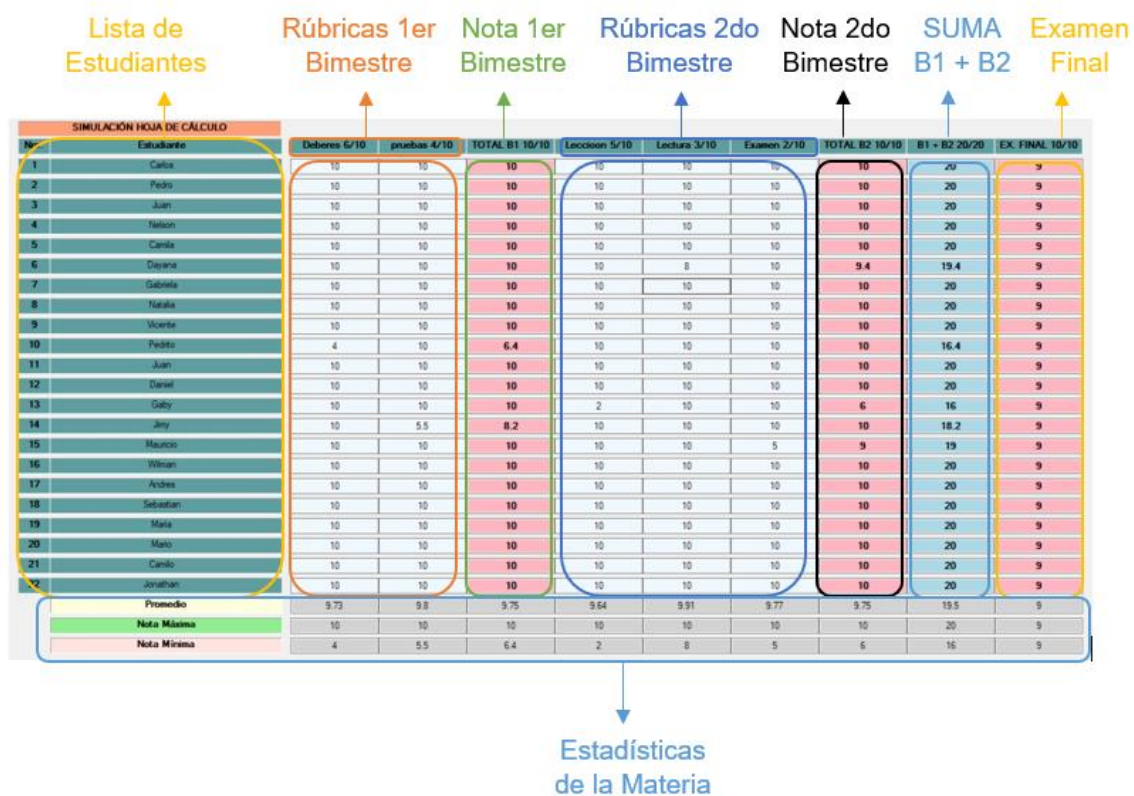 Lista de Estudiantes
Rúbricas 1er Bimestre
Nota 1er Bimestre
Rúbricas 2do Bimestre
Nota 2do Bimestre
SUMA B1 + B2
Examen Final
SIMULACIÓN HOJA DE CÁLCULO
Nro. Estudiante Deberes 6/10 pruebas 4/10 TOTAL B1 10/10 Leccioon 5/10 Lectura 3/10 Examen 2/10 TOTAL B2 10/10 B1 + B2 20/20 EX. FINAL 10/10
1 Carlos 10 10 10 10 10 10 10 20 9
2 Pedro 10 10 10 10 10 10 10 20 9
3 Juan 10 10 10 10 10 10 10 20 9
4 Nelson 10 10 10 10 10 10 10 20 9
5 Camila 10 10 10 10 10 10 10 20 9
6 Dayana 10 10 10 10 8 10 9.4 19.4 9
7 Gabriela 10 10 10 10 10 10 10 20 9
8 Natalia 10 10 10 10 10 10 10 20 9
9 Vicente 10 10 10 10 10 10 10 20 9
10 Pedrito 4 10 6.4 10 10 10 10 16.4 9
11 Juan 10 10 10 10 10 10 10 20 9
12 Daniel 10 10 10 10 10 10 10 20 9
13 Gaby 10 10 10 2 10 10 6 16 9
14 Jimy 10 5.5 8.2 10 10 10 10 18.2 9
15 Mauricio 10 10 10 10 10 5 9 19 9
16 Wilman 10 10 10 10 10 10 10 20 9
17 Andres 10 10 10 10 10 10 10 20 9
18 Sebastian 10 10 10 10 10 10 10 20 9
19 Maria 10 10 10 10 10 10 10 20 9
20 Mario 10 10 10 10 10 10 10 20 9
21 Camilo 10 10 10 10 10 10 10 20 9
22 Jonathan 10 10 10 10 10 10 10 20 9
Promedio 9.73 9.8 9.75 9.64 9.91 9.77 9.75 19.5 9
Nota Máxima 10 10 10 10 10 10 10 20 9
Nota Mínima 4 5.5 6.4 2 8 5 6 16 9
Estadísticas
de la Materia